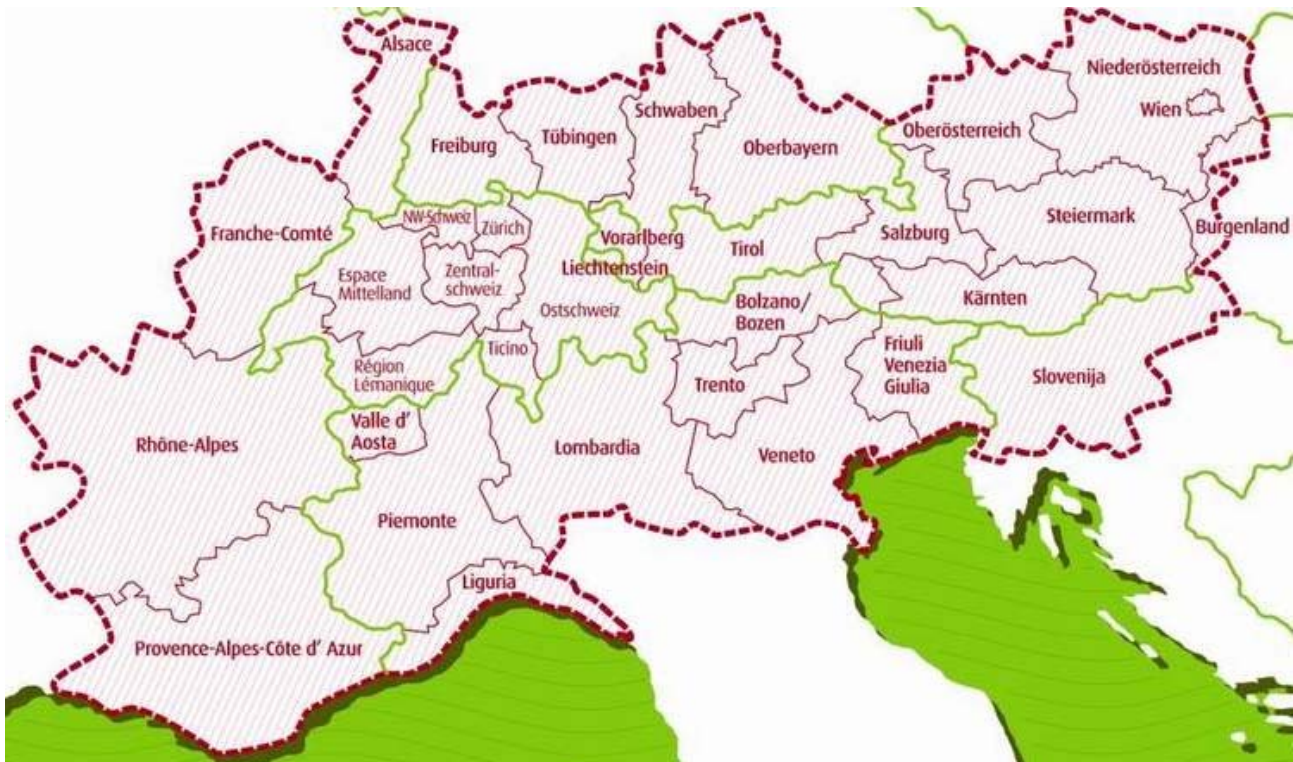 Alsace
Niederösterreich
Wien
Schwaben
Tübingen
Freiburg
Oberbayern
Oberösterreich
Franche-Comté
NW-Schweiz
Zürich
Vorarlberg
Tirol
Salzburg
Steiermark
Burgenland
Espace
Mittelland
Zentral-
schweiz
Liechtenstein
Ostschweiz
Bolzano/
Bozen
Kärnten
Région
Lémanique
Ticino
Trento
Friuli
Venezia
Giulia
Slovenija
Rhône-Alpes
Valle d'
Aosta
Lombardia
Veneto
Piemonte
Liguria
Provence-Alpes-Côte d' Azur